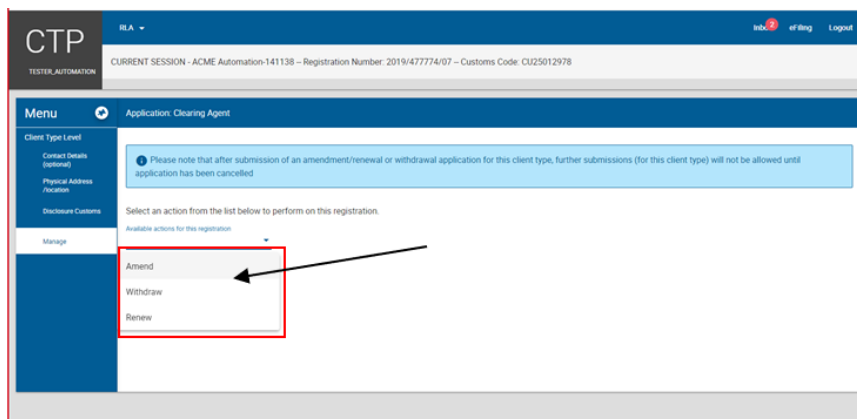 CTP
TESTER_AUTOMATION
RLA
Inbox
2
eFiling
Logout
CURRENT SESSION - ACME Automation-141138 – Registration Number: 2019/477774/07 – Customs Code: CU25012978
Menu
Application: Clearing Agent
Client Type Level
Contact Details
(optional)
Physical Address
/location
Disclosure Customs
Manage
Please note that after submission of an amendment/renewal or withdrawal application for this client type, further submissions (for this client type) will not be allowed until
application has been cancelled
Select an action from the list below to perform on this registration.
Available actions for this registration
Amend
Withdraw
Renew